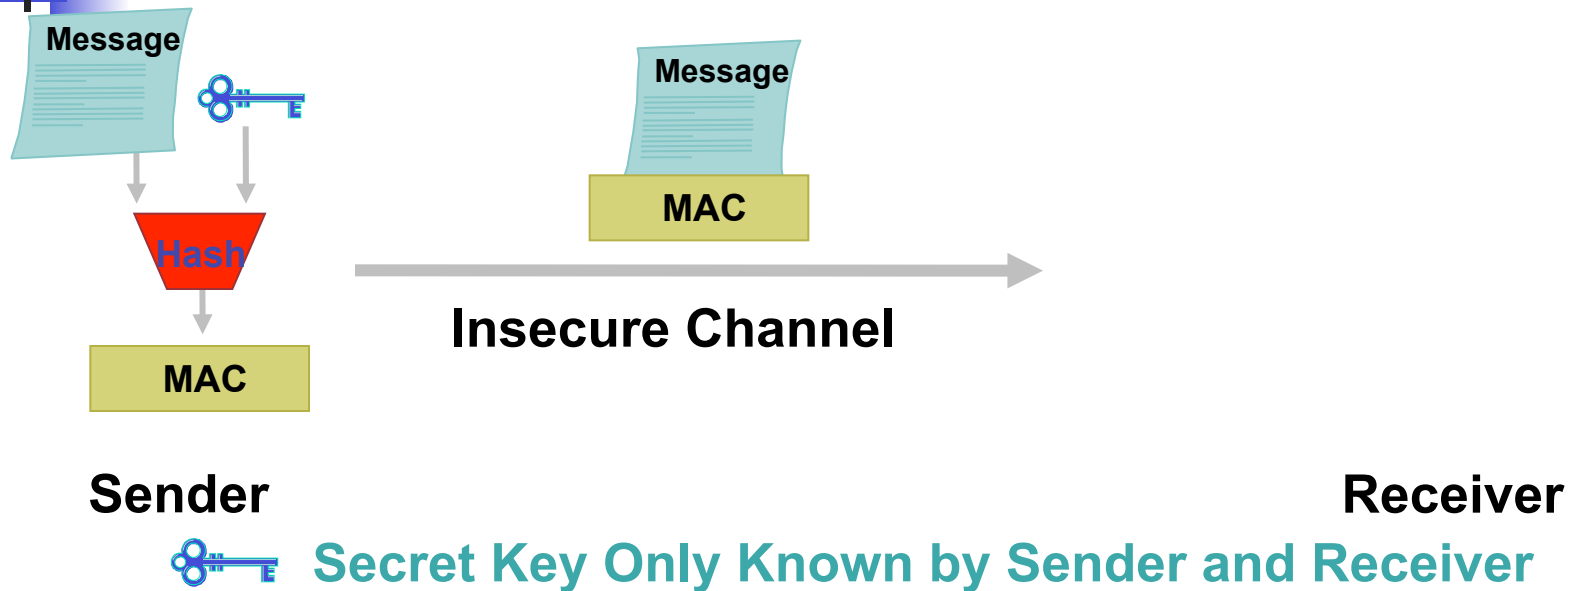 Message
Message
MAC
Hash
Insecure Channel
MAC
Sender
Receiver
Secret Key Only Known by Sender and Receiver